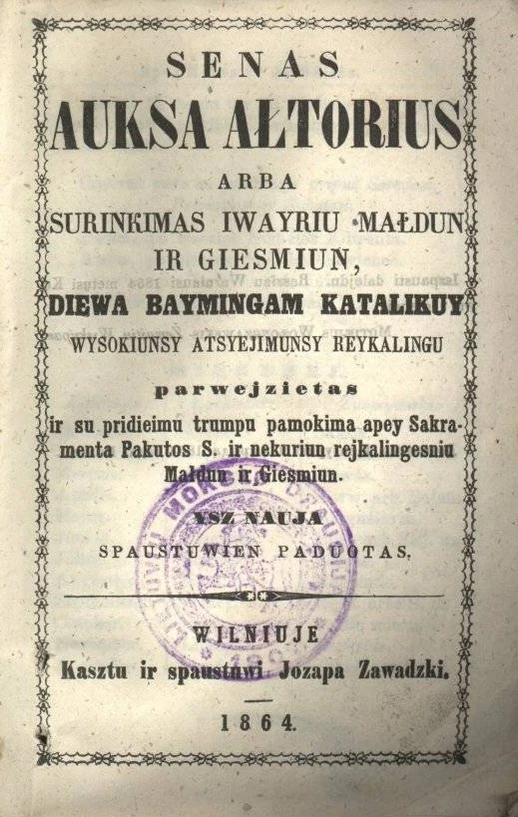 SENAS
AUKSA AŁTORIUS
ARBA
SURINKIMAS IWAYRIU MAŁDUN
IR GIESMIUN,
DIEWA BAYMINGAM KATALIKUY
WYSOKIUNSY ATSYEJIMUNSY REYKALINGU
parwejzietas
ir su pridieimu trumpu pamokima apey Sakra-
menta Pakutos S. ir nekuriun rejkalingesniu
Małdun ir Giesmiun.
YSZ NAUJA
SPAUSTUWIEN PADUOTAS.
WILNIUJE
Kasztu ir spaustuwi Jozapa Zawadzki.
1864.